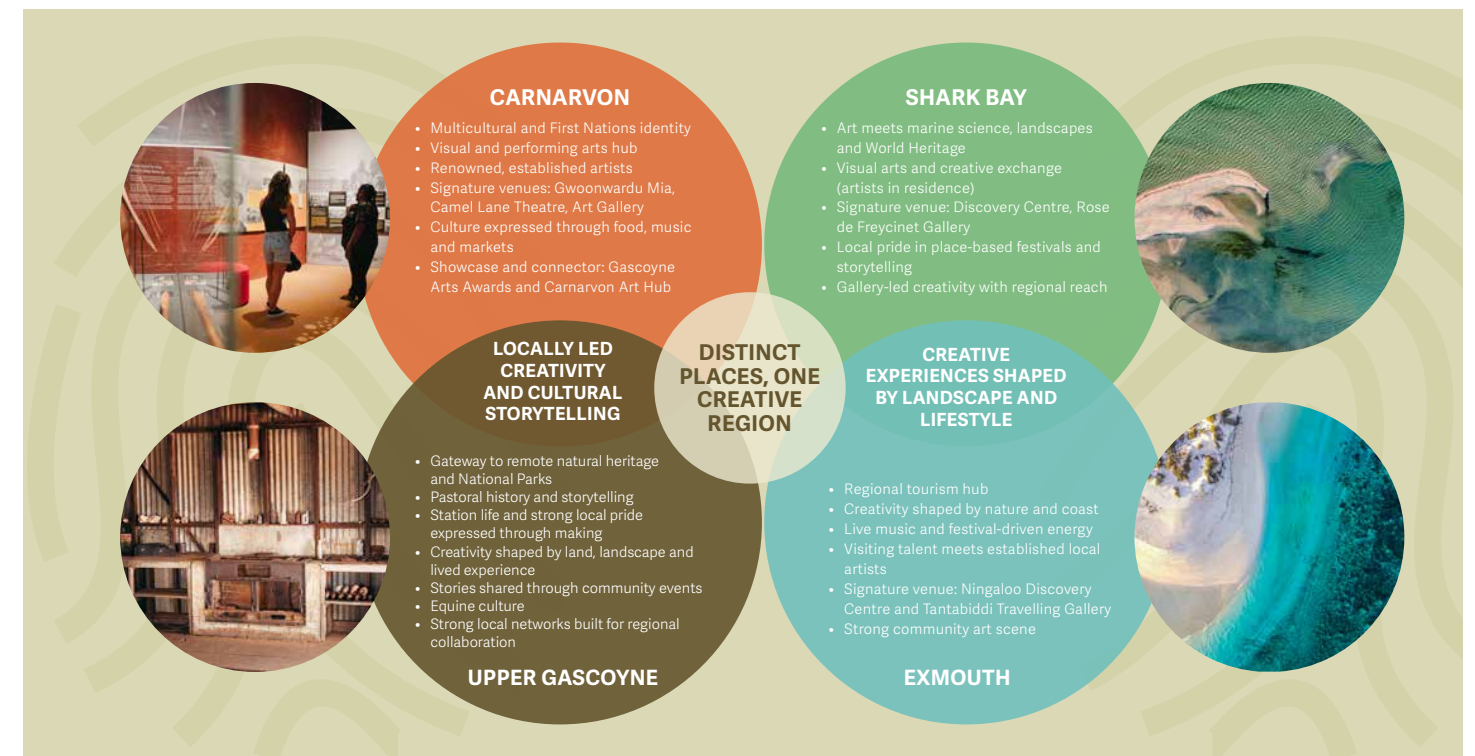 CARNARVON
• Multicultural and First Nations identity
• Visual and performing arts hub
• Renowned, established artists
• Signature venues: Gwoonwardu Mia,
Camel Lane Theatre, Art Gallery
• Culture expressed through food, music
and markets
• Showcase and connector: Gascoyne
Arts Awards and Carnarvon Art Hub
SHARK BAY
• Art meets marine science, landscapes
and World Heritage
• Visual arts and creative exchange
(artists in residence)
• Signature venue: Discovery Centre, Rose
de Freycinet Gallery
• Local pride in place-based festivals and
storytelling
• Gallery-led creativity with regional reach
LOCALLY LED
CREATIVITY
AND CULTURAL
STORYTELLING
DISTINCT
PLACES, ONE
CREATIVE
REGION
CREATIVE
EXPERIENCES SHAPED
BY LANDSCAPE AND
LIFESTYLE
• Gateway to remote natural heritage
and National Parks
• Pastoral history and storytelling
• Station life and strong local pride
expressed through making
• Creativity shaped by land, landscape and
lived experience
• Stories shared through community events
• Equine culture
• Strong local networks built for regional
collaboration
UPPER GASCOYNE
• Regional tourism hub
• Creativity shaped by nature and coast
• Live music and festival-driven energy
• Visiting talent meets established local
artists
• Signature venue: Ningaloo Discovery
Centre and Tantabiddi Travelling Gallery
• Strong community art scene
EXMOUTH